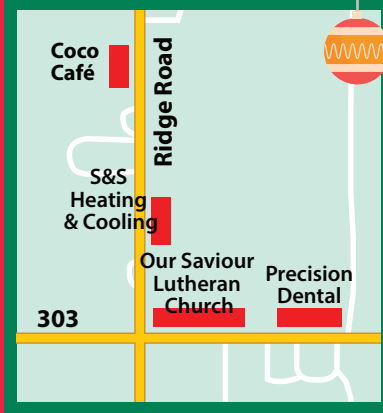 Coco
Café
Ridge Road
S&S
Heating
& Cooling
Our Saviour
Lutheran
Church
Precision
Dental
303